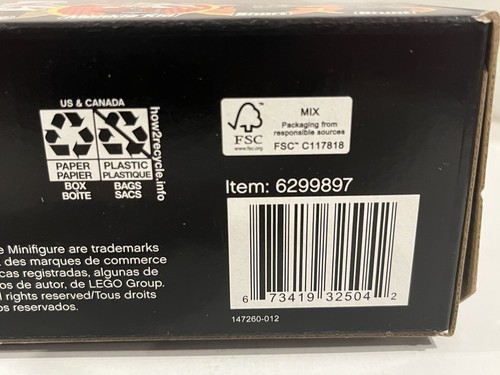 US & CANADA
how2recycle.info
PAPER
PAPIER
PLASTIC
PLASTIQUE
BOX
BOÎTE
BAGS
SACS
FSC
www.fsc.org
MIX
Packaging from
responsible sources
FSC™ C117818
Item: 6299897
6 73419 32504 2
147260-012
e Minifigure are trademarks
des marques de commerce
cas registradas, algunas de
os de autor, de LEGO Group.
l rights reserved/Tous droits
os reservados.